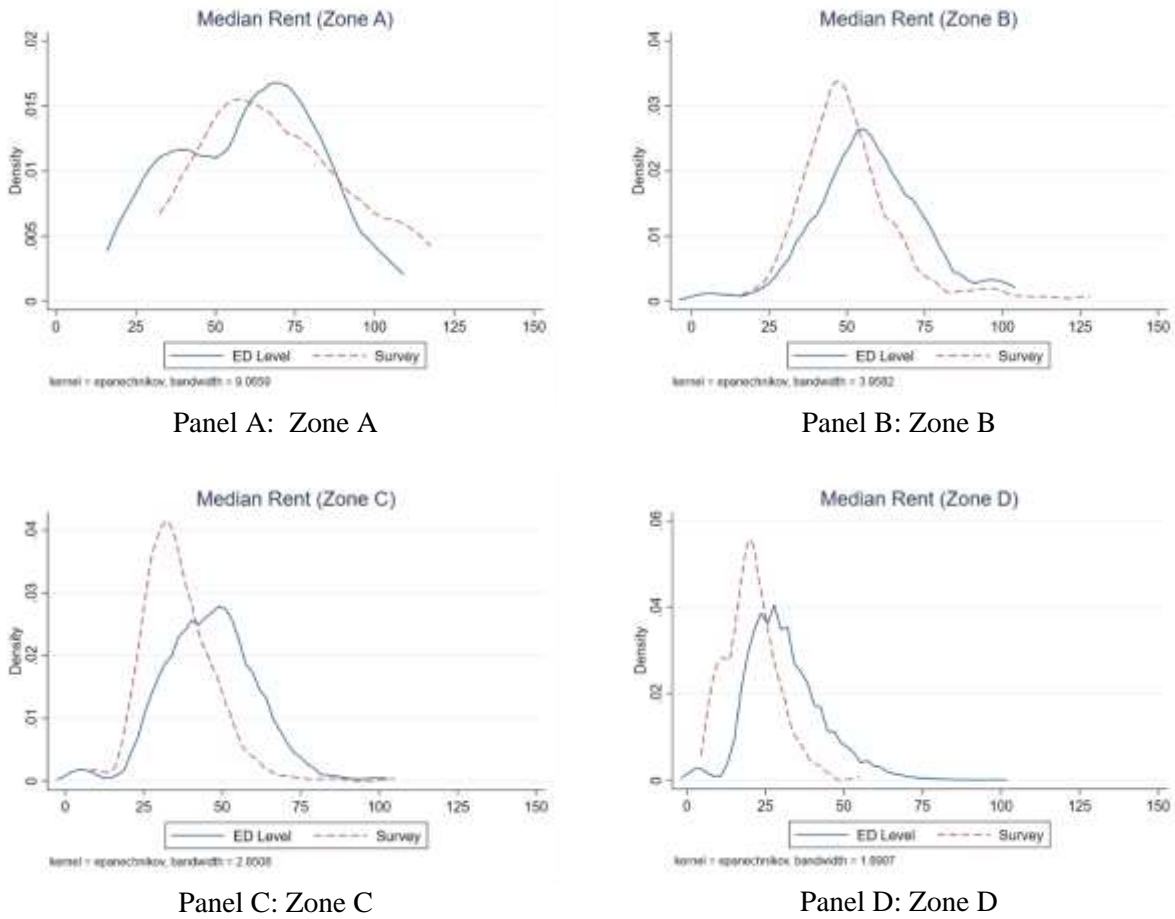 Median Rent (Zone A)
Density
0 .005 .01 .015 .02
0 25 50 75 100 125 150
ED Level Survey
kernel = epanechnikov, bandwidth = 9.0659
Panel A: Zone A
Median Rent (Zone B)
Density
0 .01 .02 .03 .04
0 25 50 75 100 125 150
ED Level Survey
kernel = epanechnikov, bandwidth = 3.9582
Panel B: Zone B
Median Rent (Zone C)
Density
0 .01 .02 .03 .04
0 25 50 75 100 125 150
ED Level Survey
kernel = epanechnikov, bandwidth = 2.8508
Panel C: Zone C
Median Rent (Zone D)
Density
0 .02 .04 .06
0 25 50 75 100 125 150
ED Level Survey
kernel = epanechnikov, bandwidth =
Panel D: Zone D